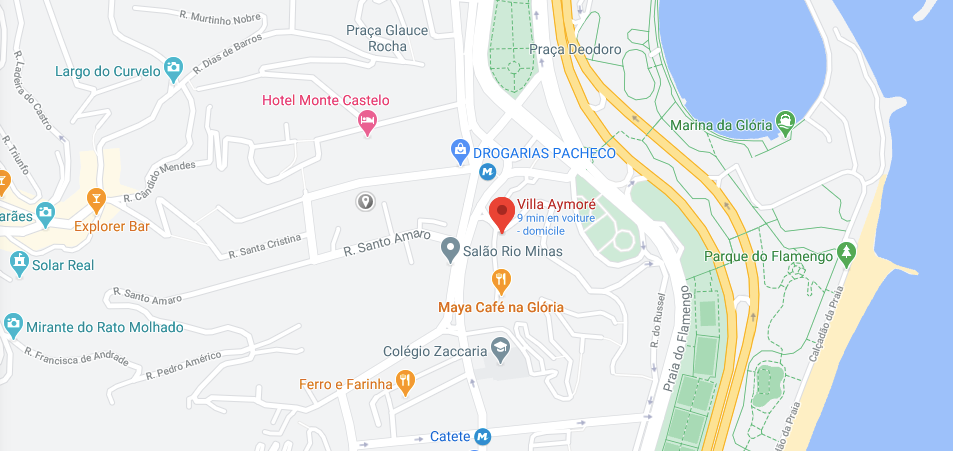 R. Murtinho Nobre
Praça Glauce
Rocha
Praça Deodoro
R. Dias de Barros
Largo do Curvelo
R. Ladeira do Castro
Hotel Monte Castelo
Marina da Glória
R. Triunfo
DROGARIAS PACHECO
R. Cândido Mendes
Villa Aymoré
9 min en voiture
- domicile
arães
Explorer Bar
R. Santa Cristina
R. Santo Amaro
Salão Rio Minas
Solar Real
Parque do Flamengo
R. Santo Amaro
Maya Café na Glória
R. do Russel
Praia do Flamengo
Calçadão da Praia
Mirante do Rato Molhado
Colégio Zaccaria
R. Francisca de Andrade
R. Pedro Américo
Ferro e Farinha
Catete
ladão da Praia